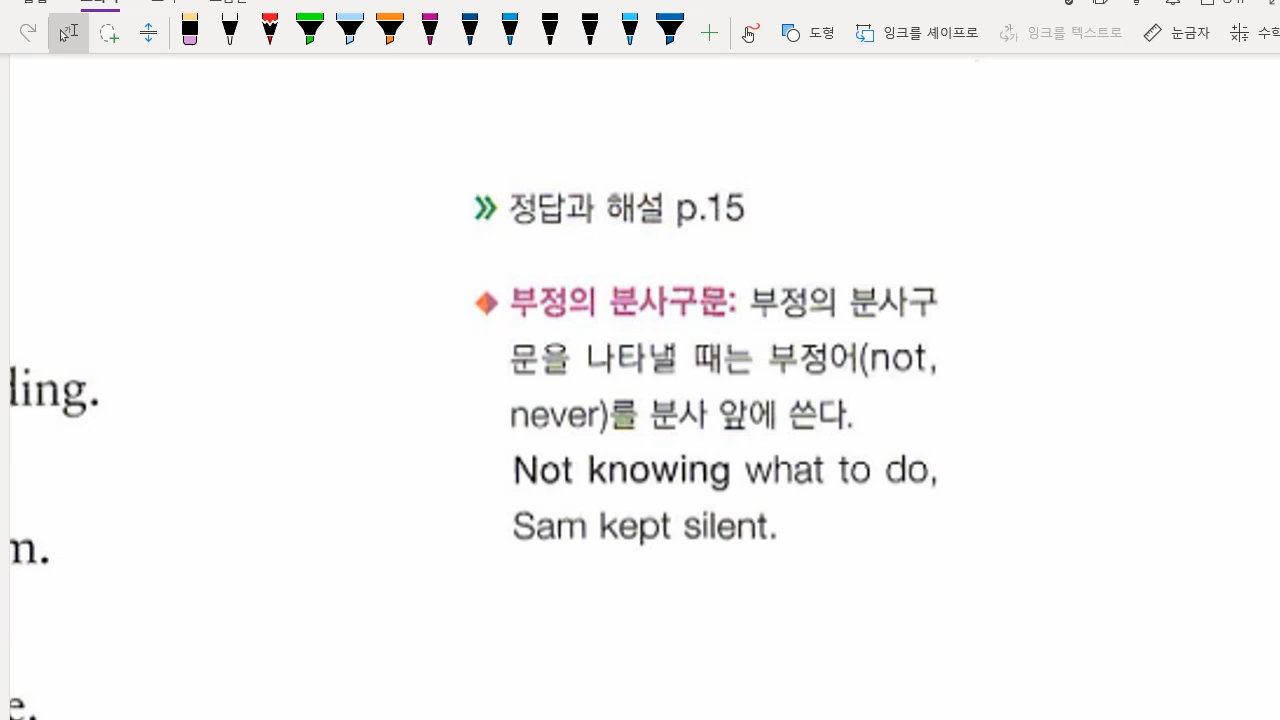 도형
잉크를 셰이프로
잉크를 텍스트로
눈금자
정답과 해설 p.15
부정의 분사구문: 부정의 분사구
문을 나타낼 때는 부정어(not,
ling.
never)를 분사 앞에 쓴다.
Not knowing what to do,
Sam kept silent.
m.
e.